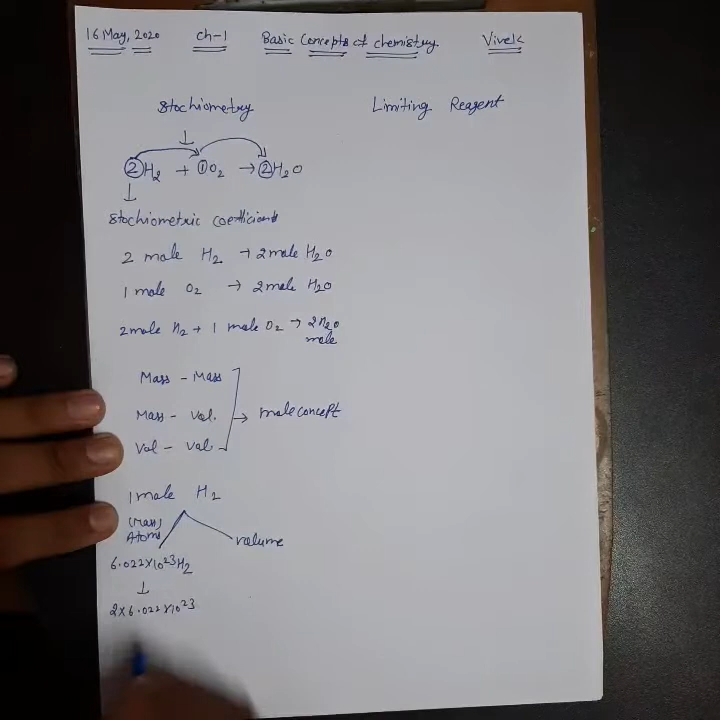 16 May, 2020 ch-1 Basic Concepts of chemistry Vivek
Stochiometry Limiting Reagent
2H2 + 1O2 → 2H2O
Stochiometric coefficient
2 mole H2 → 2 mole H2O
1 mole O2 → 2 mole H2O
2 mole H2 + 1 mole O2 → 2H2O
mole
Mass - Mass
Mass - Vol. → mole concept
Vol - Vol
1 mole H2
(Mass)
Atoms volume
6.022×10^23 H2
2×6.022×10^23